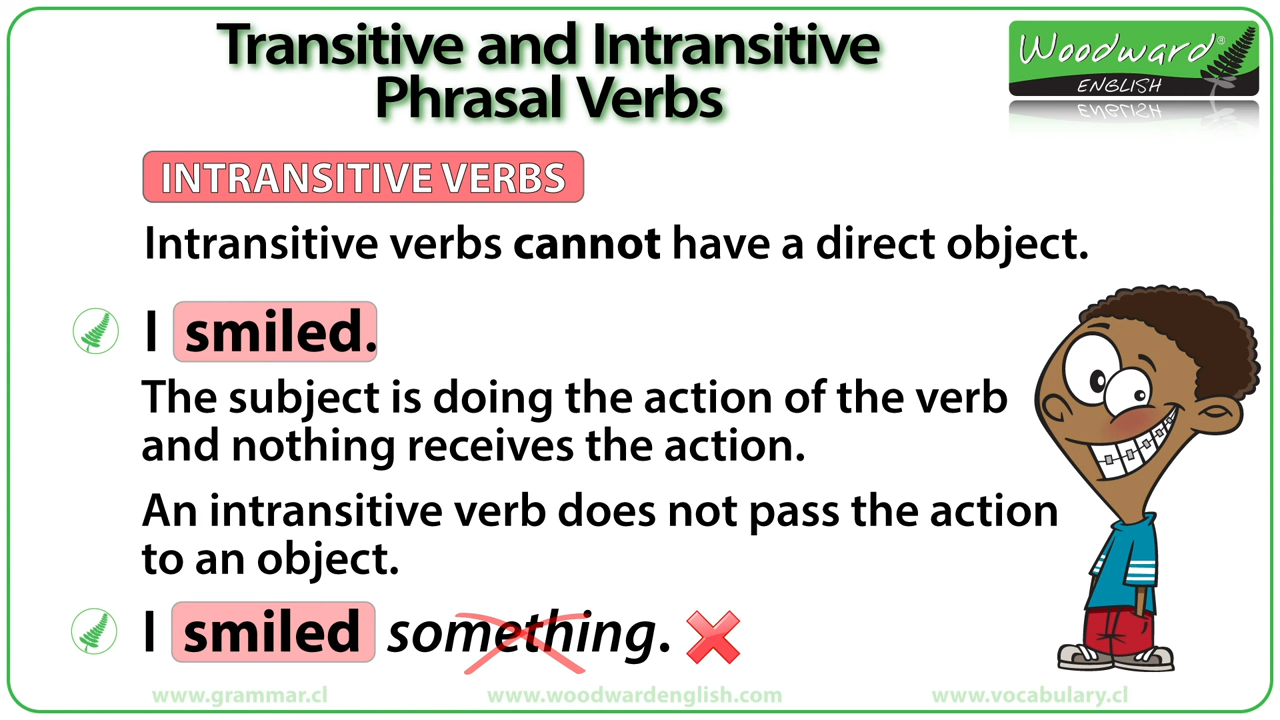 Transitive and Intransitive
Phrasal Verbs
Woodward®
ENGLISH
INTRANSITIVE VERBS
Intransitive verbs cannot have a direct object.
I smiled.
The subject is doing the action of the verb
and nothing receives the action.
An intransitive verb does not pass the action
to an object.
I smiled something.
www.grammar.cl www.woodwardenglish.com www.vocabulary.cl